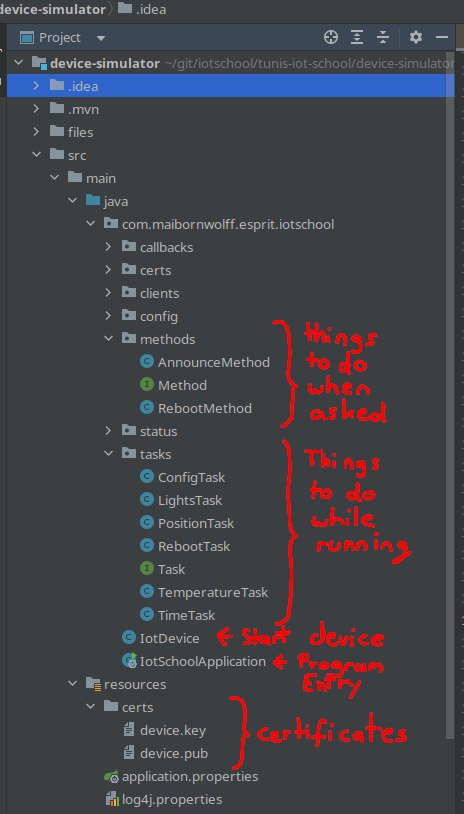 device-simulator .idea
Project
device-simulator ~/git/iotschool/tunis-iot-school/device-simulator
.idea
.mvn
files
src
main
java
com.maibornwolff.esprit.iotschool
callbacks
certs
clients
config
methods
AnnounceMethod
Method
RebootMethod
things
to do
when
asked
status
tasks
ConfigTask
LightsTask
PositionTask
RebootTask
Task
TemperatureTask
TimeTask
Things
to do
while
running
IotDevice
Start device
IotSchoolApplication
Program
Entry
resources
certs
device.key
device.pub
certificates
application.properties
log4j.properties